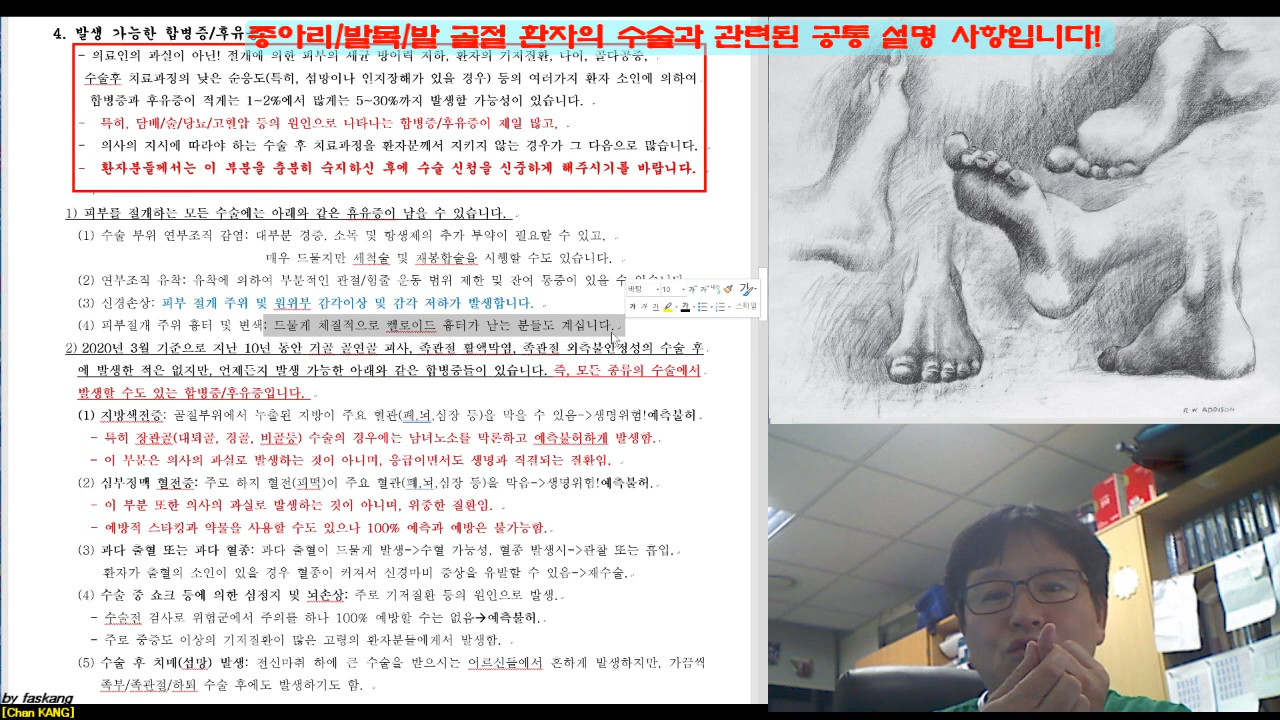 종아리/발목/발 골절 환자의 수술과 관련된 공통 설명 사항입니다!
4. 발생 가능한 합병증/후유
- 의료인의 과실이 아닌! 절개에 의한 피부의 세균 방어력 저하, 환자의 기저질환, 나이, 골다공증,
수술후 치료과정의 낮은 순응도(특히, 섬망이나 인지장해가 있을 경우) 등의 여러가지 환자 소인에 의하여
합병증과 후유증이 적게는 1~2%에서 많게는 5~30%까지 발생할 가능성이 있습니다.
- 특히, 담배/술/당뇨/고혈압 등의 원인으로 나타나는 합병증/후유증이 제일 많고,
- 의사의 지시에 따라야 하는 수술 후 치료과정을 환자분께서 지키지 않는 경우가 그 다음으로 많습니다.
- 환자분들께서는 이 부분을 충분히 숙지하신 후에 수술 신청을 신중하게 해주시기를 바랍니다.
1) 피부를 절개하는 모든 수술에는 아래와 같은 휴유증이 남을 수 있습니다.
(1) 수술 부위 연부조직 감염: 대부분 경증. 소독 및 항생제의 추가 투약이 필요할 수 있고,
매우 드물지만 세척술 및 재봉합술을 시행할 수도 있습니다.
(2) 연부조직 유착: 유착에 의하여 부분적인 관절/힘줄 운동 범위 제한 및 잔여 통증이 있을 수 있습니다.
(3) 신경손상: 피부 절개 주위 및 원위부 감각이상 및 감각 저하가 발생합니다.
(4) 피부절개 주위 흉터 및 변색: 드물게 체질적으로 켈로이드 흉터가 남는 분들도 계십니다.
바탕 10 가 가
가 가 가 가 스타일
2) 2020년 3월 기준으로 지난 10년 동안 거골 골연골 괴사, 족관절 활액막염, 족관절 외측불안정성의 수술 후
에 발생한 적은 없지만, 언제든지 발생 가능한 아래와 같은 합병증들이 있습니다. 즉, 모든 종류의 수술에서
발생할 수도 있는 합병증/후유증입니다.
(1) 지방색전증: 골절부위에서 누출된 지방이 주요 혈관(폐,뇌,심장 등)을 막을 수 있음->생명위험!예측불허.
- 특히 장관골(대퇴골, 경골, 비골등) 수술의 경우에는 남녀노소를 막론하고 예측불허하게 발생함.
- 이 부분은 의사의 과실로 발생하는 것이 아니며, 응급이면서도 생명과 직결되는 질환임.
(2) 심부정맥 혈전증: 주로 하지 혈전(피떡)이 주요 혈관(폐,뇌,심장 등)을 막음->생명위험!예측불허.
- 이 부분 또한 의사의 과실로 발생하는 것이 아니며, 위중한 질환임.
- 예방적 스타킹과 약물을 사용할 수도 있으나 100% 예측과 예방은 불가능함.
(3) 과다 출혈 또는 과다 혈종: 과다 출혈이 드물게 발생->수혈 가능성, 혈종 발생시->관찰 또는 흡입.
환자가 출혈의 소인이 있을 경우 혈종이 커져서 신경마비 증상을 유발할 수 있음->재수술.
(4) 수술 중 쇼크 등에 의한 심정지 및 뇌손상: 주로 기저질환 등의 원인으로 발생.
- 수술전 검사로 위험군에서 주의를 하나 100% 예방할 수는 없음→예측불허.
- 주로 중증도 이상의 기저질환이 많은 고령의 환자분들에게서 발생함.
(5) 수술 후 치매(섬망) 발생: 전신마취 하에 큰 수술을 받으시는 어르신들에서 흔하게 발생하지만, 가끔씩
족부/족관절/하퇴 수술 후에도 발생하기도 함.
by faskang
[Chan KANG]
R W ADDISON